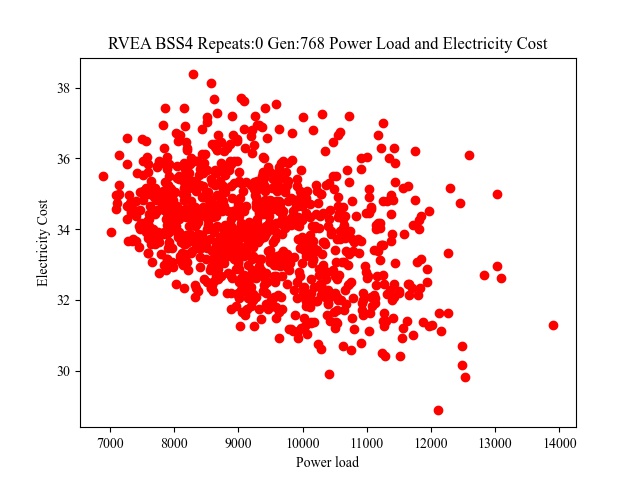 RVEA BSS4 Repeats:0 Gen:768 Power Load and Electricity Cost
38
36
34
32
30
Electricity Cost
7000 8000 9000 10000 11000 12000 13000 14000
Power load